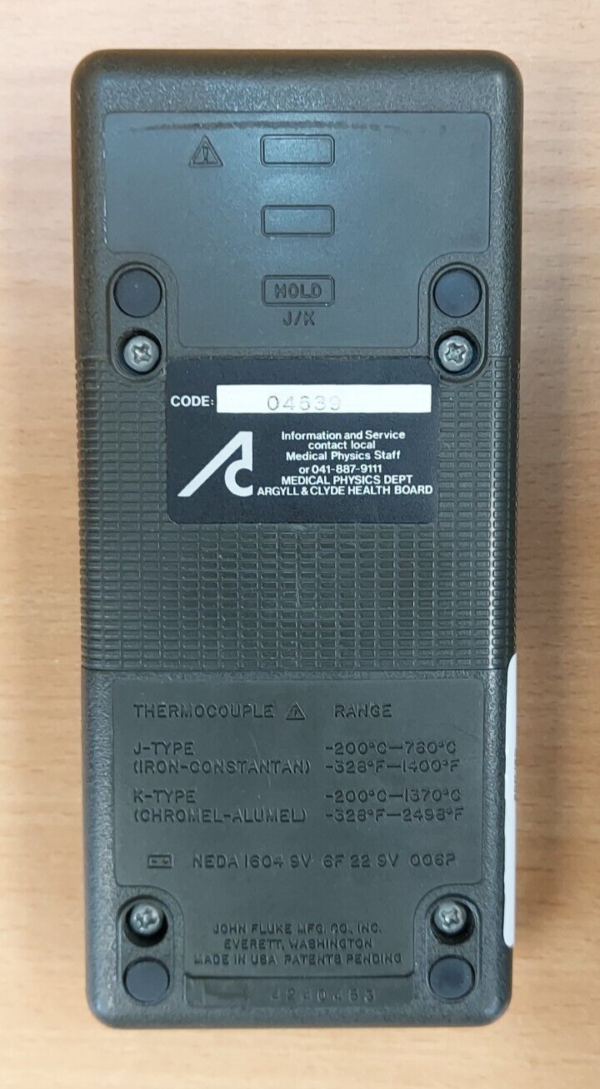 HOLD
J/K
CODE: 04639
Information and Service
contact local
Medical Physics Staff
or 041-887-9111
MEDICAL PHYSICS DEPT
ARGYLL & CLYDE HEALTH BOARD
THERMOCOUPLE RANGE
J-TYPE -200°C—760°C
(IRON-CONSTANTAN) -328°F—1400°F
K-TYPE -200°C—1370°C
(CHROMEL-ALUMEL) -328°F—2498°F
NEDA 1604 9V 6F 22 9V 006P
JOHN FLUKE MFG. CO., INC.
EVERETT, WASHINGTON
MADE IN USA PATENTS PENDING
4240453